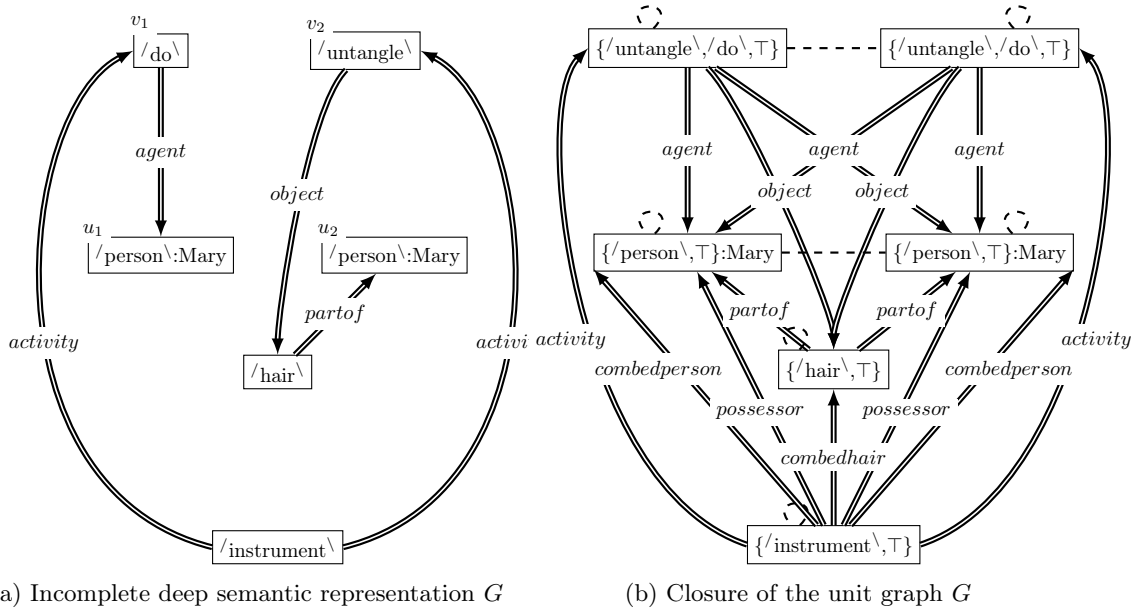 v1
v2
/do\
/untangle\
agent
object
u1
u2
/person\:Mary
/person\:Mary
partof
activity
activi
/hair\
/instrument\
a) Incomplete deep semantic representation G
{/untangle\,/do\,⊤}
{/untangle\,/do\,⊤}
agent
agent
agent
object
object
{/person\,⊤}:Mary
{/person\,⊤}:Mary
partof
partof
activity
activity
{/hair\,⊤}
combedperson
combedperson
possessor
possessor
combedhair
{/instrument\,⊤}
(b) Closure of the unit graph G